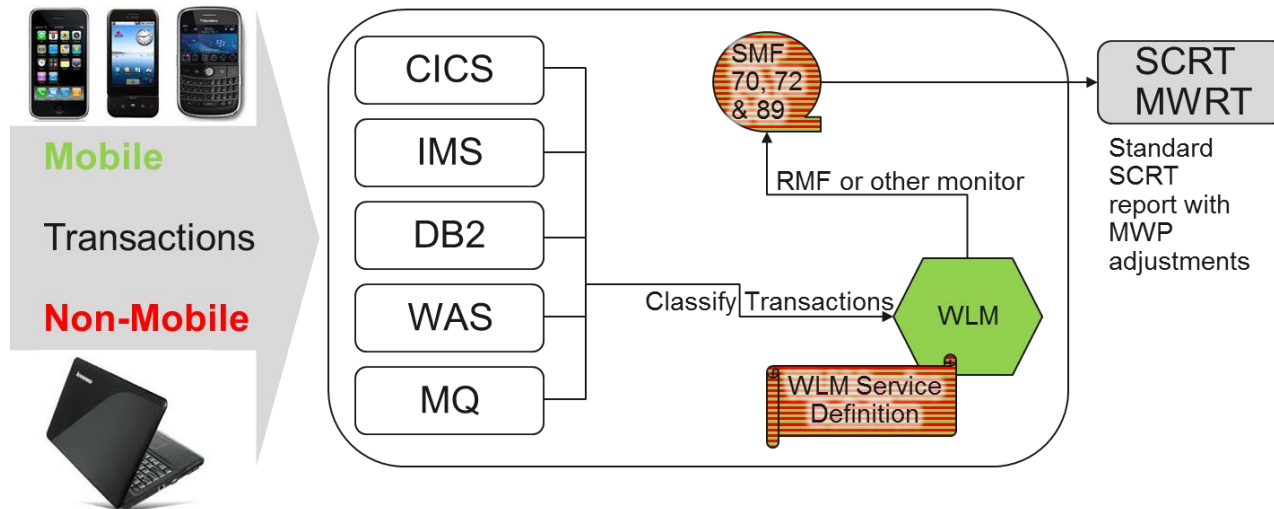 Mobile
Transactions
Non-Mobile
CICS
IMS
DB2
WAS
MQ
SMF
70, 72
& 89
RMF or other monitor
Classify Transactions
WLM
WLM Service
Definition
SCRT
MWRT
Standard
SCRT
report with
MWP
adjustments